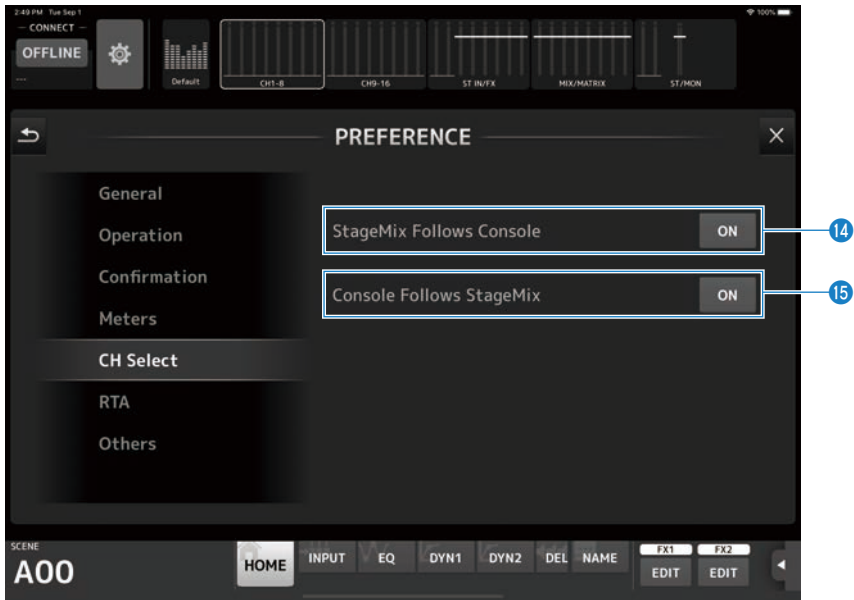 2:49 PM Tue Sep 1
100%
CONNECT
OFFLINE
---
Default
CH1-8
CH9-16
ST IN/FX
MIX/MATRIX
ST/MON
PREFERENCE
General
Operation
Confirmation
Meters
CH Select
RTA
Others
StageMix Follows Console ON
14
Console Follows StageMix ON
15
SCENE
A00
HOME
INPUT
EQ
DYN1
DYN2
DEL
NAME
FX1
EDIT
FX2
EDIT